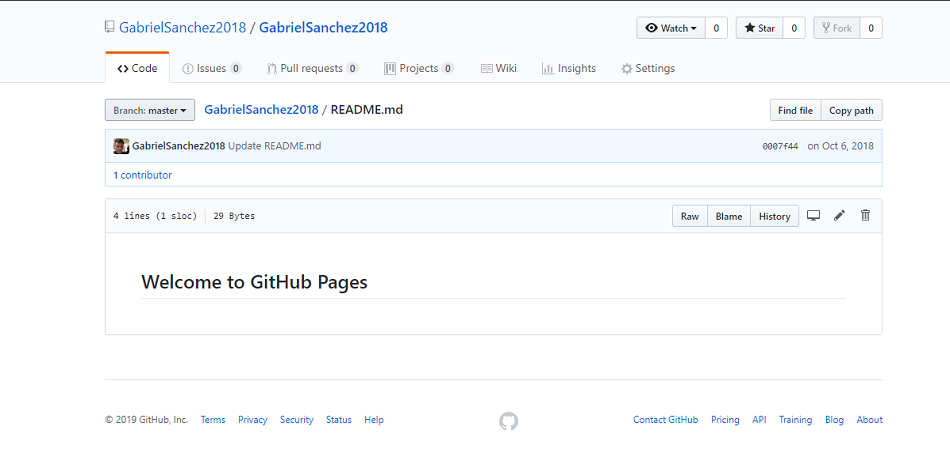 GabrielSanchez2018 / GabrielSanchez2018 Watch 0 Star 0 Fork 0
Code Issues 0 Pull requests 0 Projects 0 Wiki Insights Settings
Branch: master GabrielSanchez2018 / README.md Find file Copy path
GabrielSanchez2018 Update README.md 0007f44 on Oct 6, 2018
1 contributor
4 lines (1 sloc) 29 Bytes Raw Blame History
Welcome to GitHub Pages
© 2019 GitHub, Inc. Terms Privacy Security Status Help Contact GitHub Pricing API Training Blog About